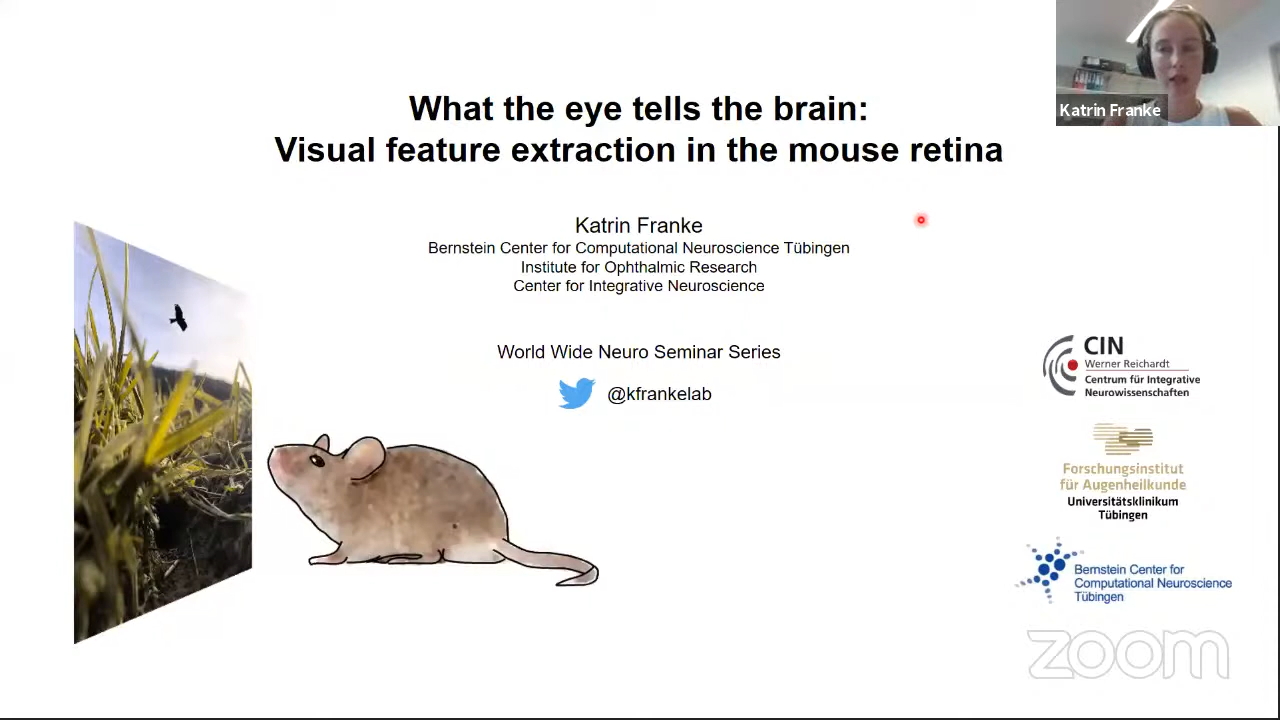 Katrin Franke
What the eye tells the brain:
Visual feature extraction in the mouse retina
Katrin Franke
Bernstein Center for Computational Neuroscience Tübingen
Institute for Ophthalmic Research
Center for Integrative Neuroscience
World Wide Neuro Seminar Series
@kfrankelab
CIN
Werner Reichardt
Centrum für Integrative
Neurowissenschaften
Forschungsinstitut
für Augenheilkunde
Universitätsklinikum
Tübingen
Bernstein Center for
Computational Neuroscience
Tübingen
zoom